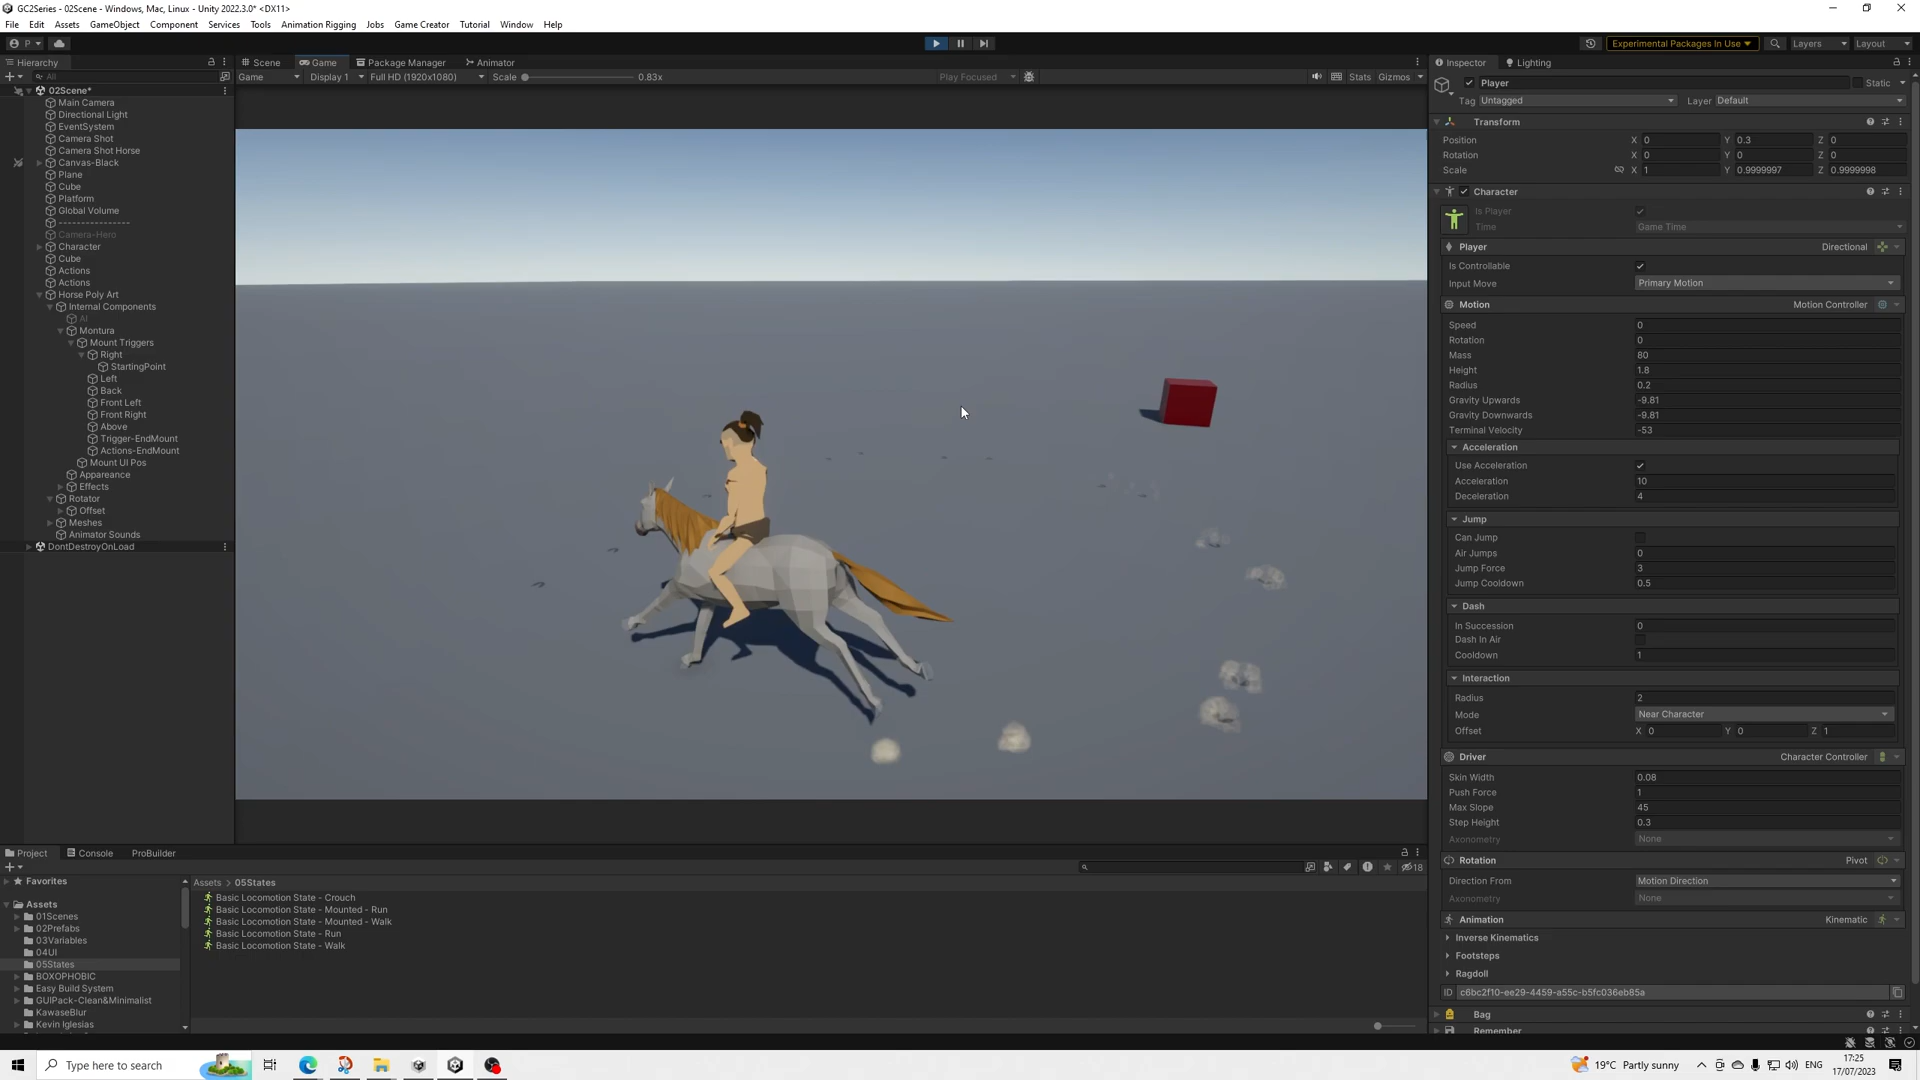 GC2Series - 02Scene - Windows, Mac, Linux - Unity 2022.3.0* <DX11>
File Edit Assets GameObject Component Services Tools Animation Rigging Jobs Game Creator Tutorial Window Help
P
Experimental Packages In Use
Layers
Layout
Hierarchy
Scene
Game
Package Manager
Animator
Game
Display 1
Full HD (1920x1080)
Scale
0.83x
Play Focused
Stats
Gizmos
All
02Scene*
Main Camera
Directional Light
EventSystem
Camera Shot
Camera Shot Horse
Canvas-Black
Plane
Cube
Platform
Global Volume
----------------
Camera-Hero
Character
Cube
Actions
Actions
Horse Poly Art
Internal Components
AI
Montura
Mount Triggers
Right
StartingPoint
Left
Back
Front Left
Front Right
Above
Trigger-EndMount
Actions-EndMount
Mount UI Pos
Appareance
Effects
Rotator
Offset
Meshes
Animator Sounds
DontDestroyOnLoad
Inspector
Lighting
Player
Static
Tag Untagged
Layer Default
Transform
Position X 0 Y 0.3 Z 0
Rotation X 0 Y 0 Z 0
Scale X 1 Y 0.9999997 Z 0.9999998
Character
Is Player
Time Game Time
Player Directional
Is Controllable
Input Move Primary Motion
Motion Motion Controller
Speed 0
Rotation 0
Mass 80
Height 1.8
Radius 0.2
Gravity Upwards -9.81
Gravity Downwards -9.81
Terminal Velocity -53
Acceleration
Use Acceleration
Acceleration 10
Deceleration 4
Jump
Can Jump
Air Jumps 0
Jump Force 3
Jump Cooldown 0.5
Dash
In Succession 0
Dash In Air
Cooldown 1
Interaction
Radius 2
Mode Near Character
Offset X 0 Y 0 Z 1
Driver Character Controller
Skin Width 0.08
Push Force 1
Max Slope 45
Step Height 0.3
Axonometry None
Rotation Pivot
Direction From Motion Direction
Axonometry None
Animation Kinematic
Inverse Kinematics
Footsteps
Ragdoll
ID c6bc2f10-ee29-4459-a55c-b5fc036eb85a
Bag
Remember
Project
Console
ProBuilder
18
Favorites
Assets
01Scenes
02Prefabs
03Variables
04UI
05States
BOXOPHOBIC
Easy Build System
GUIPack-Clean&Minimalist
KawaseBlur
Kevin Iglesias
Assets > 05States
Basic Locomotion State - Crouch
Basic Locomotion State - Mounted - Run
Basic Locomotion State - Mounted - Walk
Basic Locomotion State - Run
Basic Locomotion State - Walk
Type here to search
19°C Partly sunny
ENG
17:25
17/07/2023